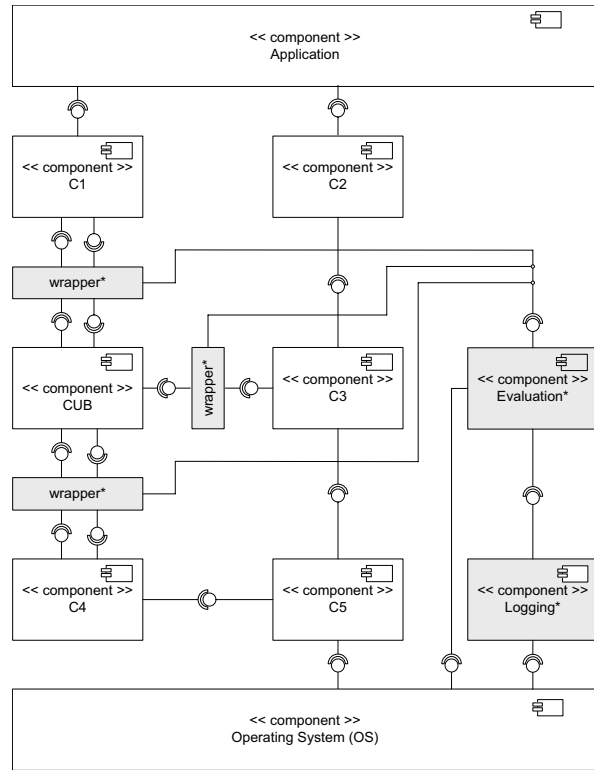 << component >>
Application
<< component >>
C1
<< component >>
C2
wrapper*
<< component >>
CUB
wrapper*
<< component >>
C3
<< component >>
Evaluation*
wrapper*
<< component >>
C4
<< component >>
C5
<< component >>
Logging*
<< component >>
Operating System (OS)